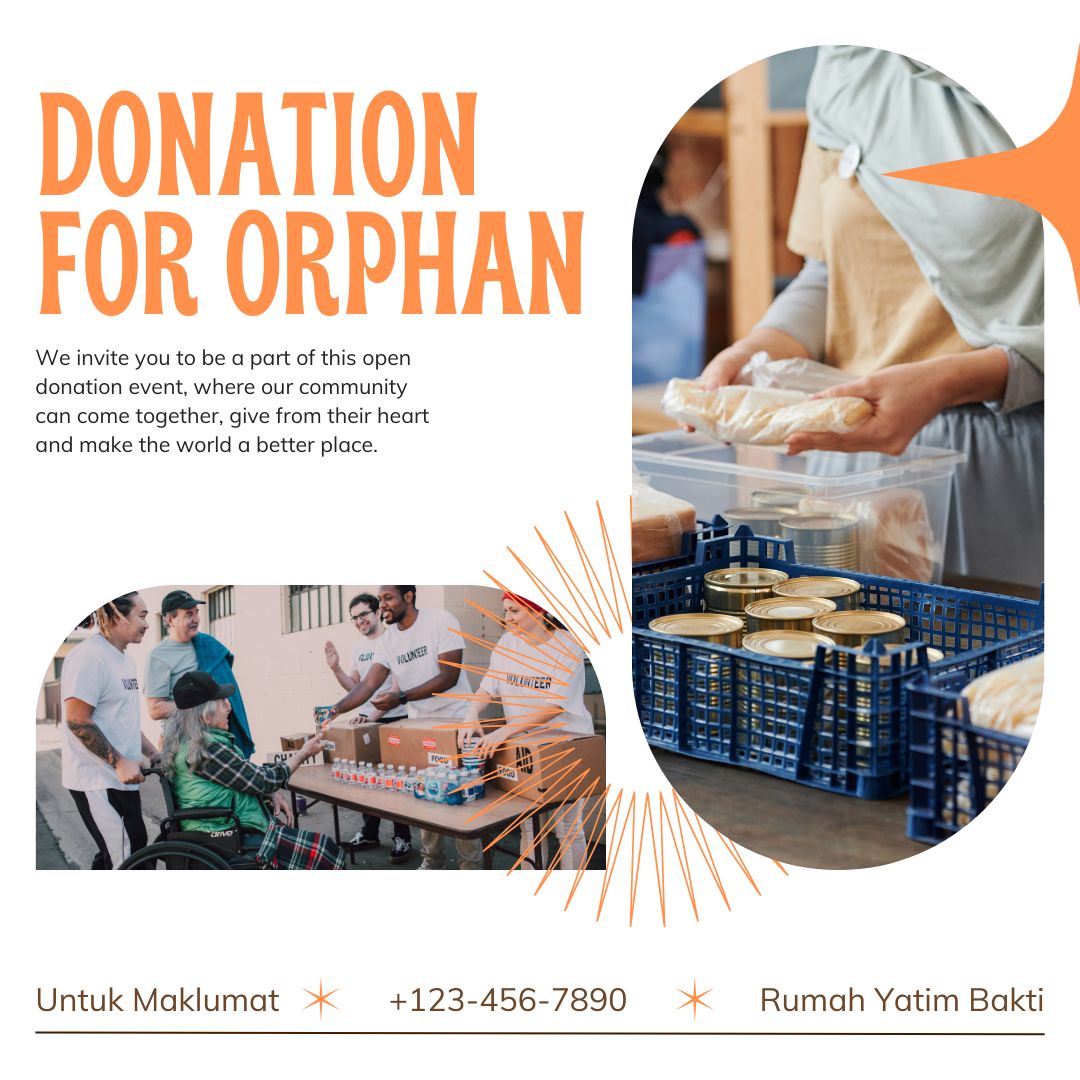 DONATION
FOR ORPHAN
We invite you to be a part of this open
donation event, where our community
can come together, give from their heart
and make the world a better place.
VOLUNTEER
VOLUNTEER
FOOD
AID
FOOD
drive
Untuk Maklumat
+123-456-7890
Rumah Yatim Bakti